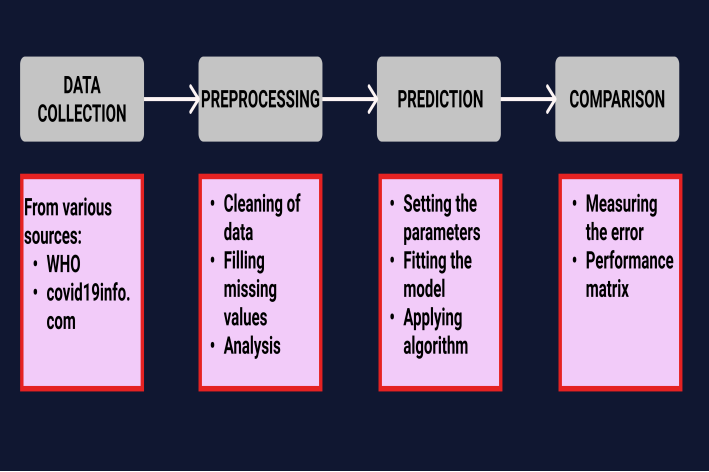 DATA
COLLECTION
PREPROCESSING
PREDICTION
COMPARISON
From various
sources:
• WHO
• covid19info.
com
• Cleaning of
data
• Filling
missing
values
• Analysis
• Setting the
parameters
• Fitting the
model
• Applying
algorithm
• Measuring
the error
• Performance
matrix